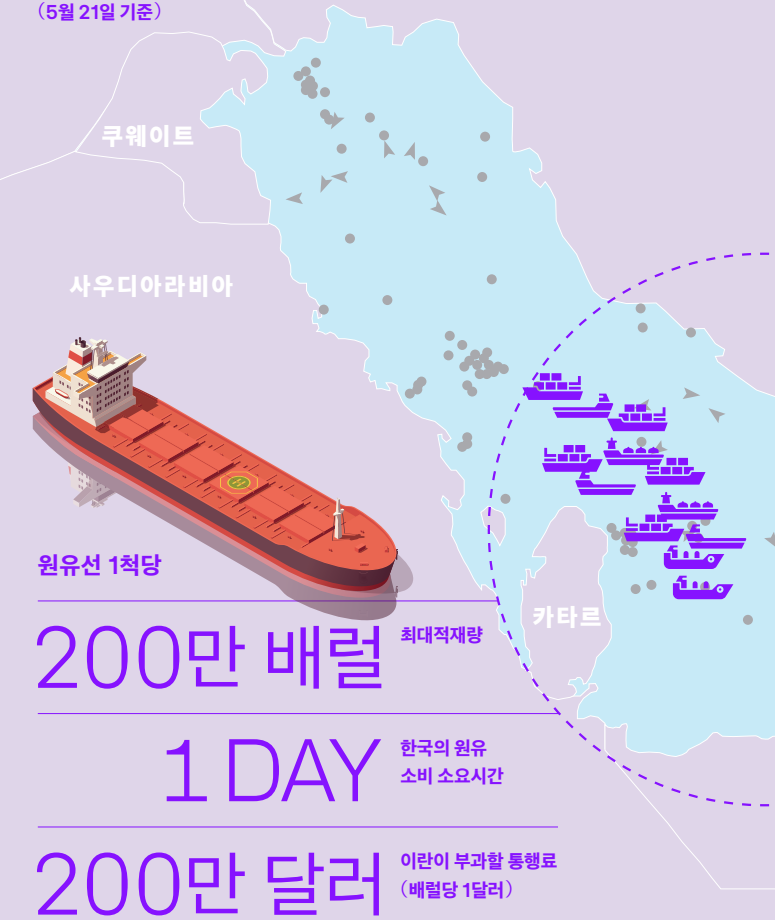 (5월 21일 기준)
쿠웨이트
사우디아라비아
원유선 1척당
카타르
200만 배럴 최대적재량
1 DAY 한국의 원유
소비 소요시간
200만 달러 이란이 부과할 통행료
(배럴당 1달러)